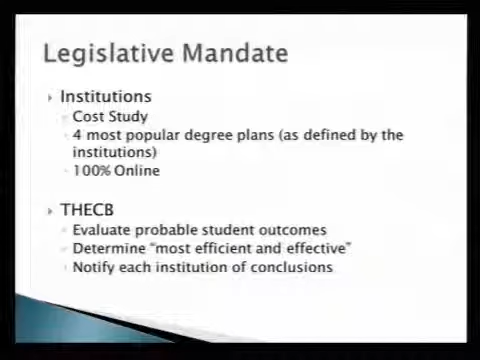 Legislative Mandate
Institutions
Cost Study
4 most popular degree plans (as defined by the
institutions)
100% Online
THECB
Evaluate probable student outcomes
Determine “most efficient and effective”
Notify each institution of conclusions